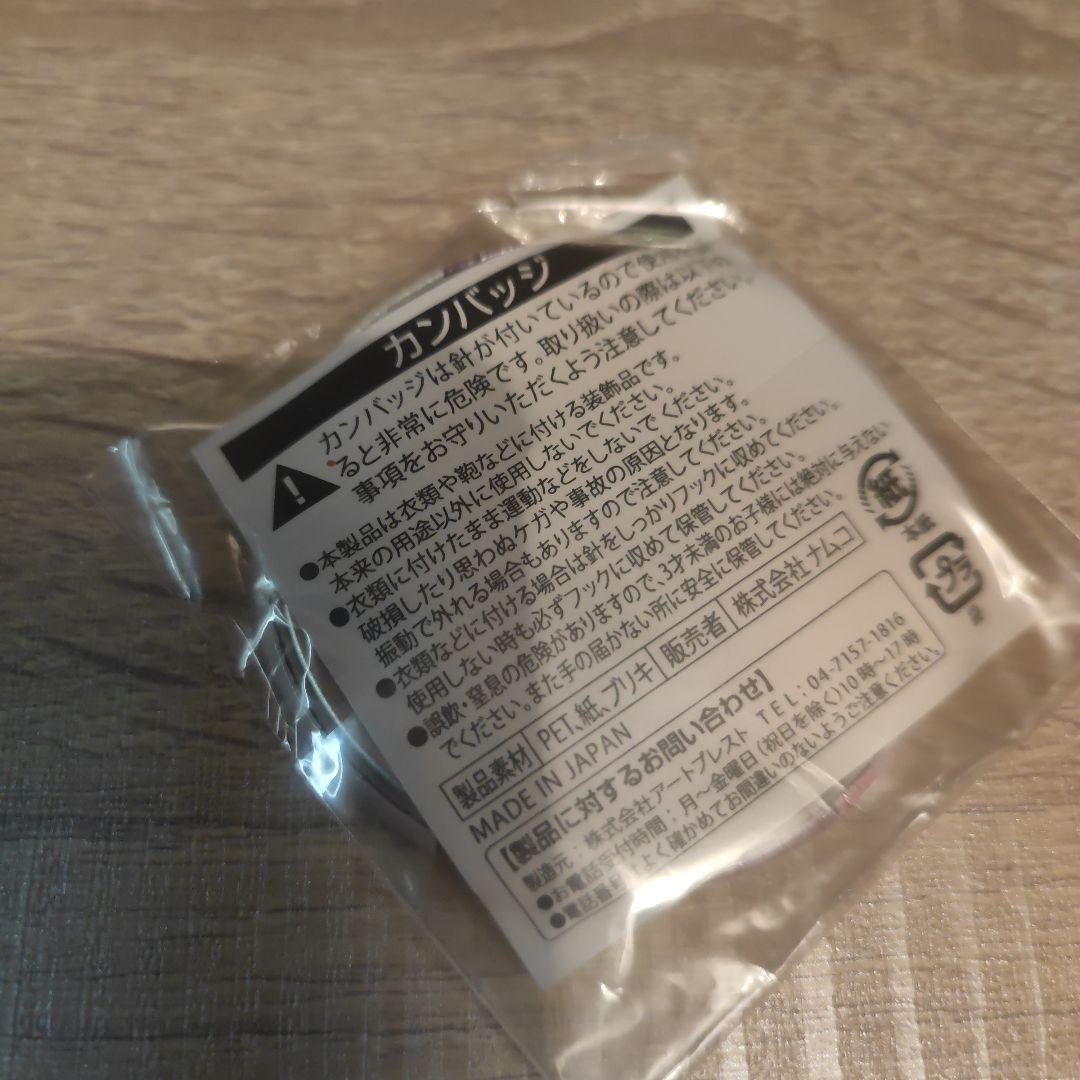 カンバッジ
カンバッジは針が付いているので使用
ると非常に危険です。取り扱いの際は以下の
事項をお守りいただくよう注意してください。
●本製品は衣類や鞄などに付ける装飾品です。
本来の用途以外に使用しないでください。
●衣類に付けたまま運動などをしないでください。
破損したり思わぬケガや事故の原因となります。
振動で外れる場合もありますので注意してください。
●衣類などに付ける場合は針をしっかりフックに収めてください。
使用しない時も必ずフックに収めて保管してください。
●誤飲・窒息の危険がありますので、3才未満のお子様には絶対に与えない
でください。また手の届かない所に安全に保管してください。
製品素材 PET、紙、ブリキ 販売者 株式会社 ナムコ
MADE IN JAPAN
紙
本体
プラ
袋
【製品に対するお問い合わせ】
製造元:株式会社アートプレスト TEL:04-7157-1816
●お電話受付時間:月～金曜日(祝日を除く)10時～17時
●電話番号はよく確かめてお間違いのないようご注意ください。